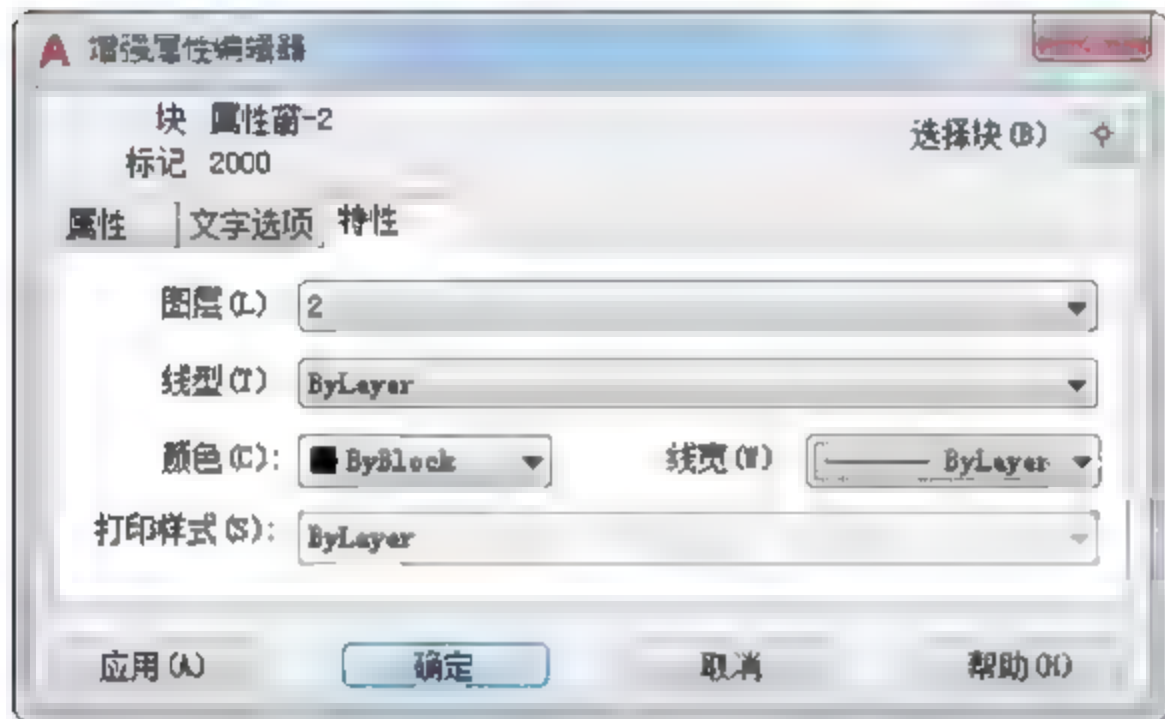 增强属性编辑器
块 属性窗-2
选择块(B)
标记 2000
属性 文字选项 特性
图层(L) 2
线型(T) ByLayer
颜色(C): ByBlock 线宽(W) ByLayer
打印样式(S): ByLayer
应用(A) 确定 取消 帮助(H)